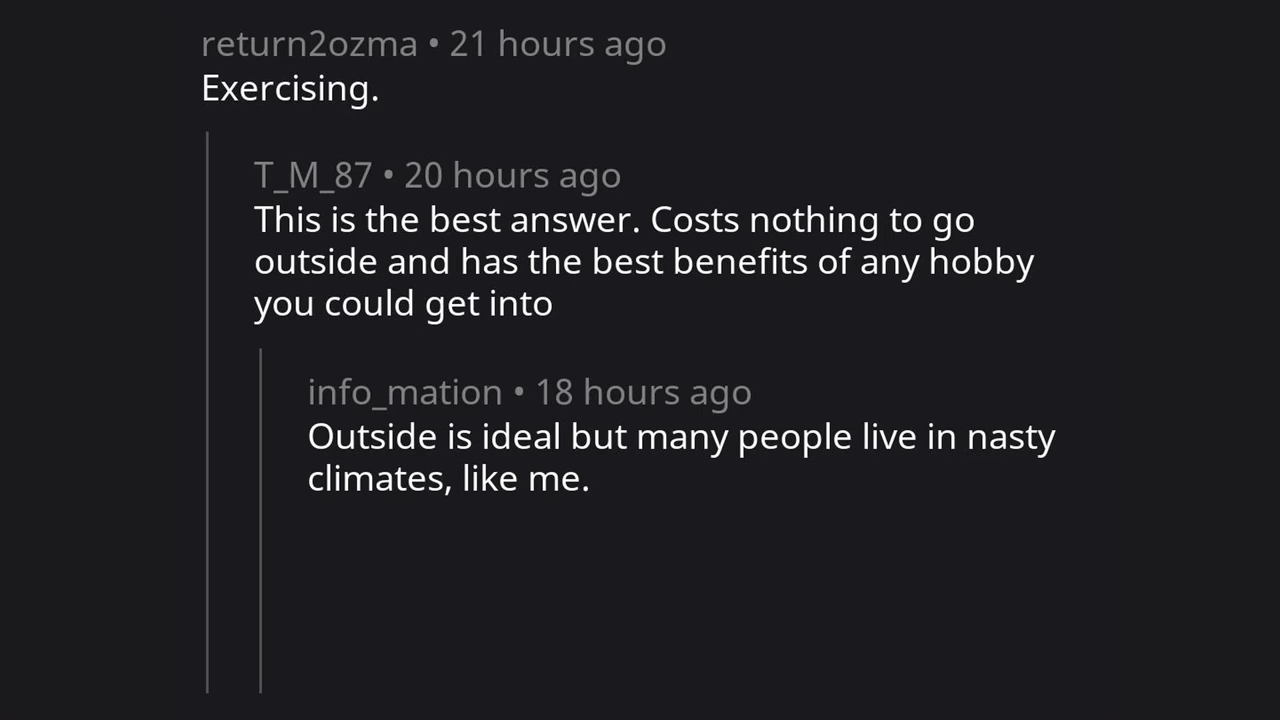 return2ozma • 21 hours ago
Exercising.
T_M_87 • 20 hours ago
This is the best answer. Costs nothing to go
outside and has the best benefits of any hobby
you could get into
info_mation • 18 hours ago
Outside is ideal but many people live in nasty
climates, like me.